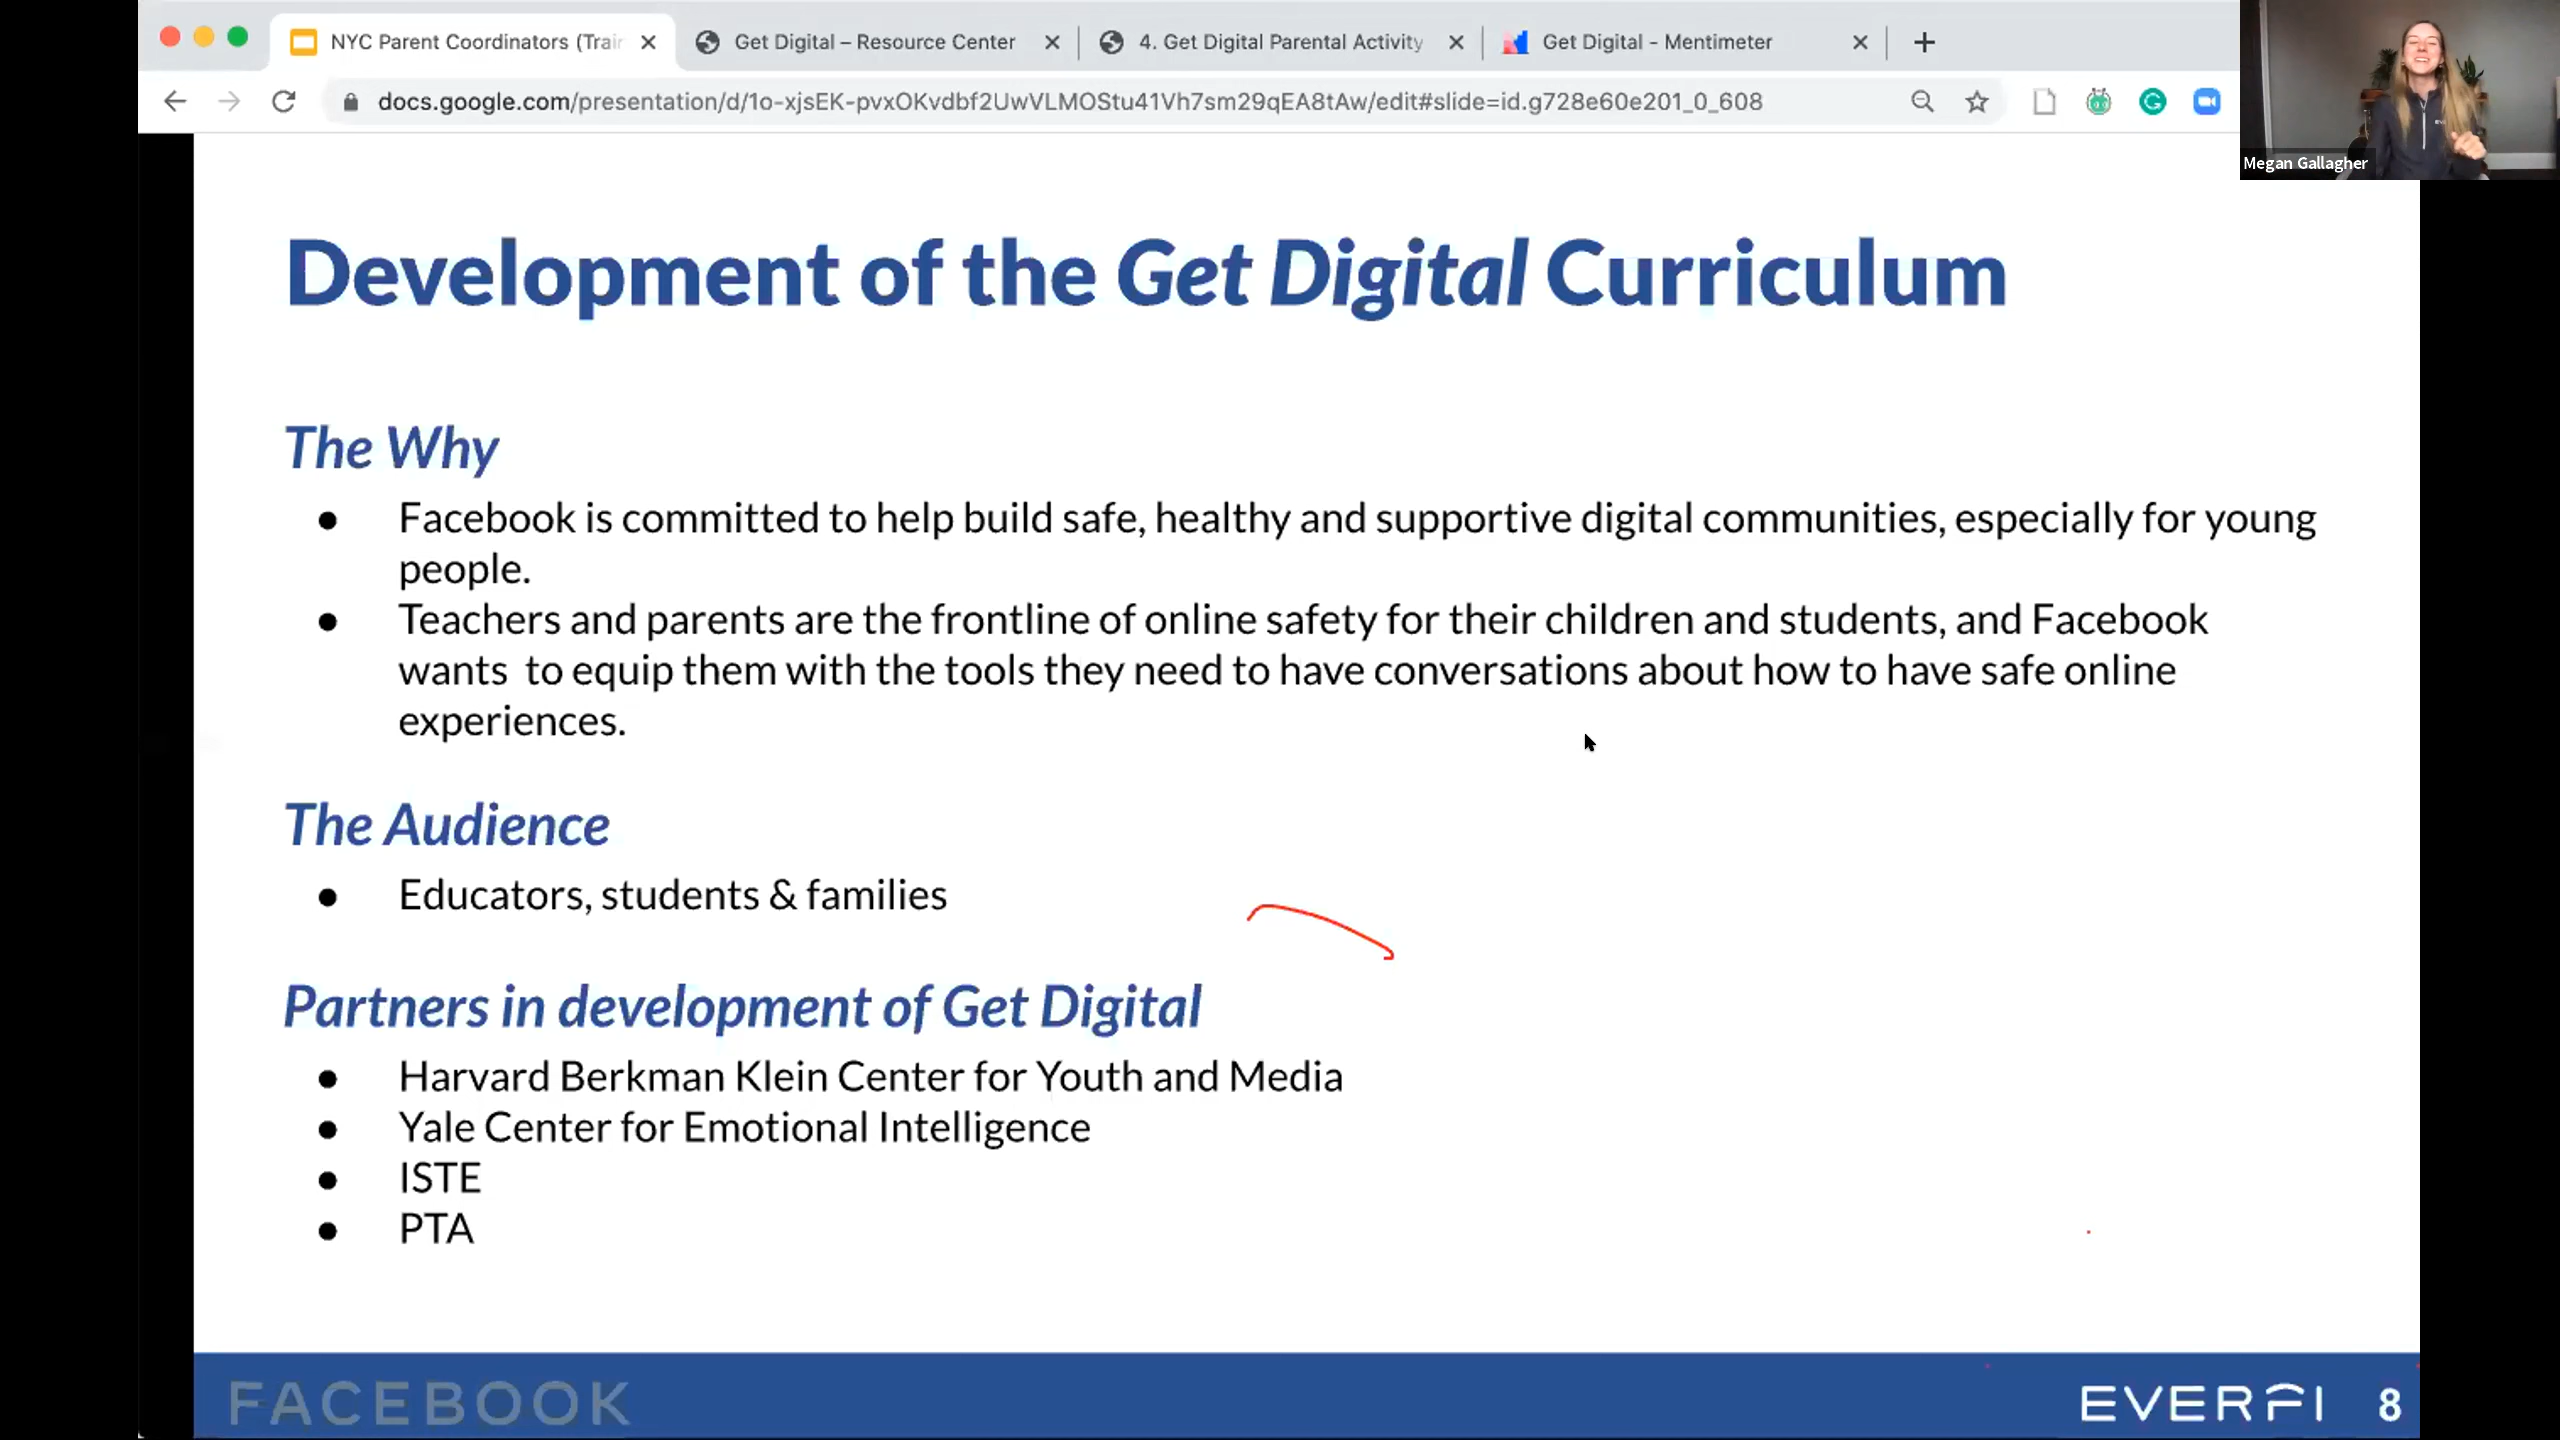 NYC Parent Coordinators (Trai
Get Digital – Resource Center
4. Get Digital Parental Activity
Get Digital - Mentimeter
docs.google.com/presentation/d/1o-xjsEK-pvxOKvdbf2UwVLMOStu41Vh7sm29qEA8tAw/edit#slide=id.g728e60e201_0_608
Megan Gallagher
Development of the Get Digital Curriculum
The Why
● Facebook is committed to help build safe, healthy and supportive digital communities, especially for young
people.
● Teachers and parents are the frontline of online safety for their children and students, and Facebook
wants  to equip them with the tools they need to have conversations about how to have safe online
experiences.
The Audience
● Educators, students & families
Partners in development of Get Digital
● Harvard Berkman Klein Center for Youth and Media
● Yale Center for Emotional Intelligence
● ISTE
● PTA
FACEBOOK
EVERFI 8